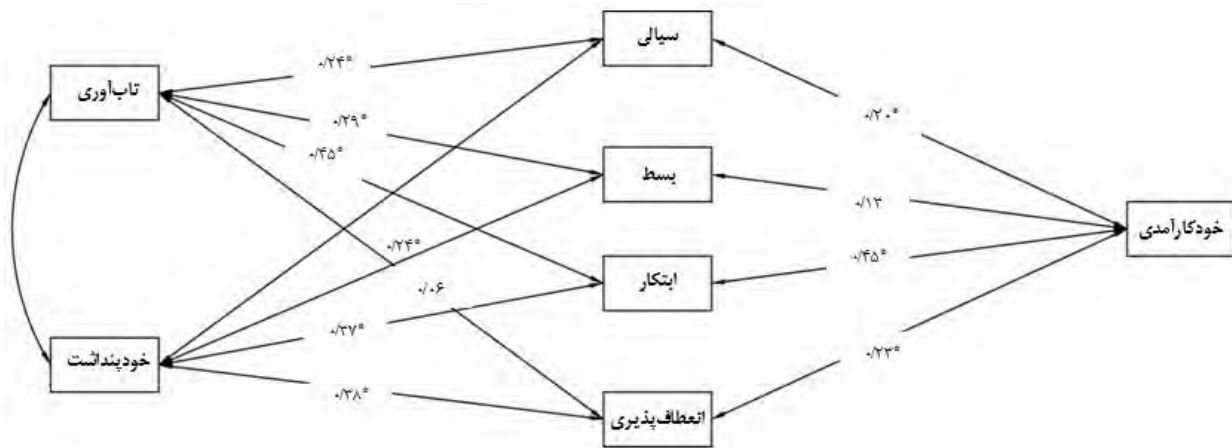 سیالی
۰/۲۴*
تاب‌آوری
۰/۲۰*
۰/۲۹*
۰/۴۵*
بسط
۰/۱۳
خودکارآمدی
۰/۲۴*
۰/۴۵*
ابتکار
۰/۰۶
۰/۳۷*
۰/۲۳*
خودپنداشت
۰/۳۸*
انعطاف‌پذیری